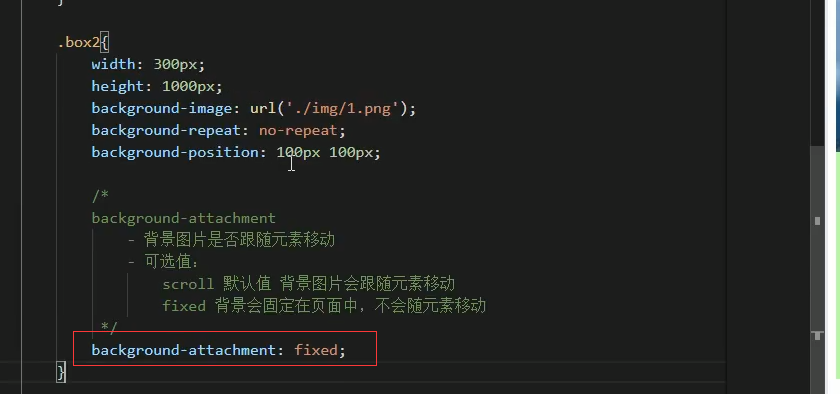 }
.box2{
width: 300px;
height: 1000px;
background-image: url('./img/1.png');
background-repeat: no-repeat;
background-position: 100px 100px;
/*
background-attachment
- 背景图片是否跟随元素移动
- 可选值：
scroll 默认值 背景图片会跟随元素移动
fixed 背景会固定在页面中，不会随元素移动
*/
background-attachment: fixed;
}